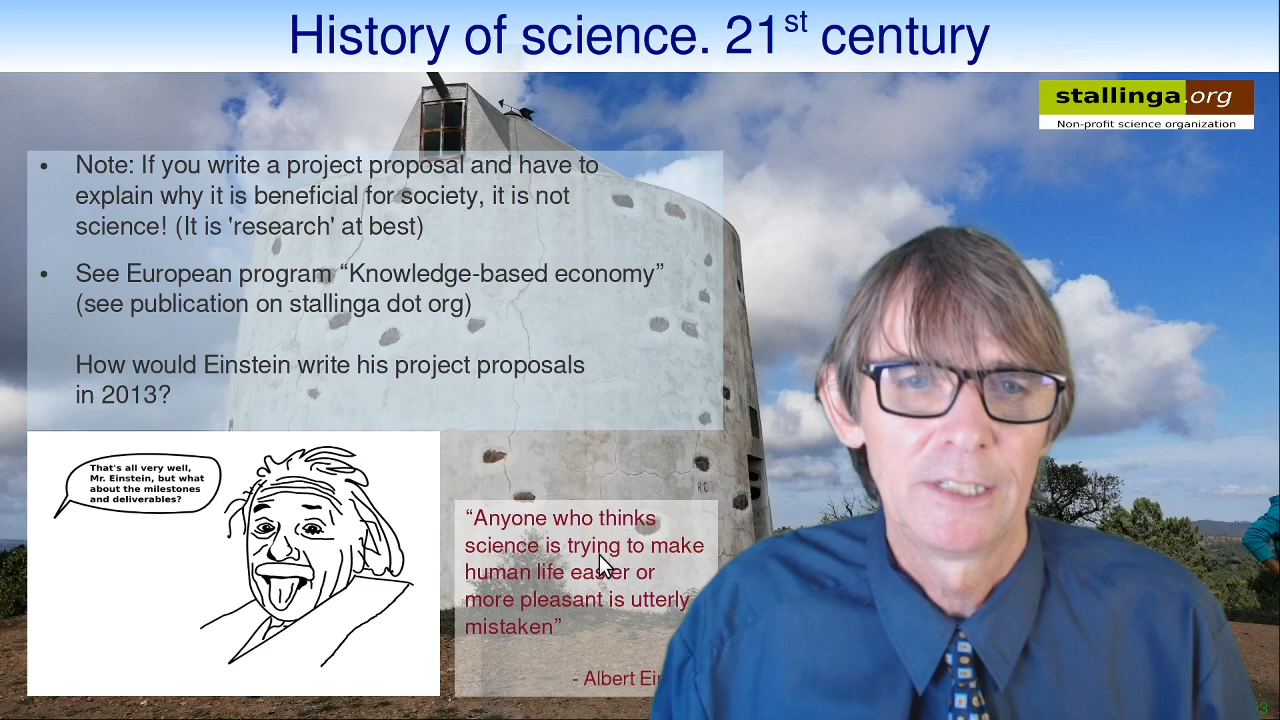 History of science. 21st century
stallinga.org
Non-profit science organization
• Note: If you write a project proposal and have to
explain why it is beneficial for society, it is not
science! (It is 'research' at best)
• See European program “Knowledge-based economy”
(see publication on stallinga dot org)
How would Einstein write his project proposals
in 2013?
That's all very well,
Mr. Einstein, but what
about the milestones
and deliverables?
“Anyone who thinks
science is trying to make
human life easier or
more pleasant is utterly
mistaken”
- Albert